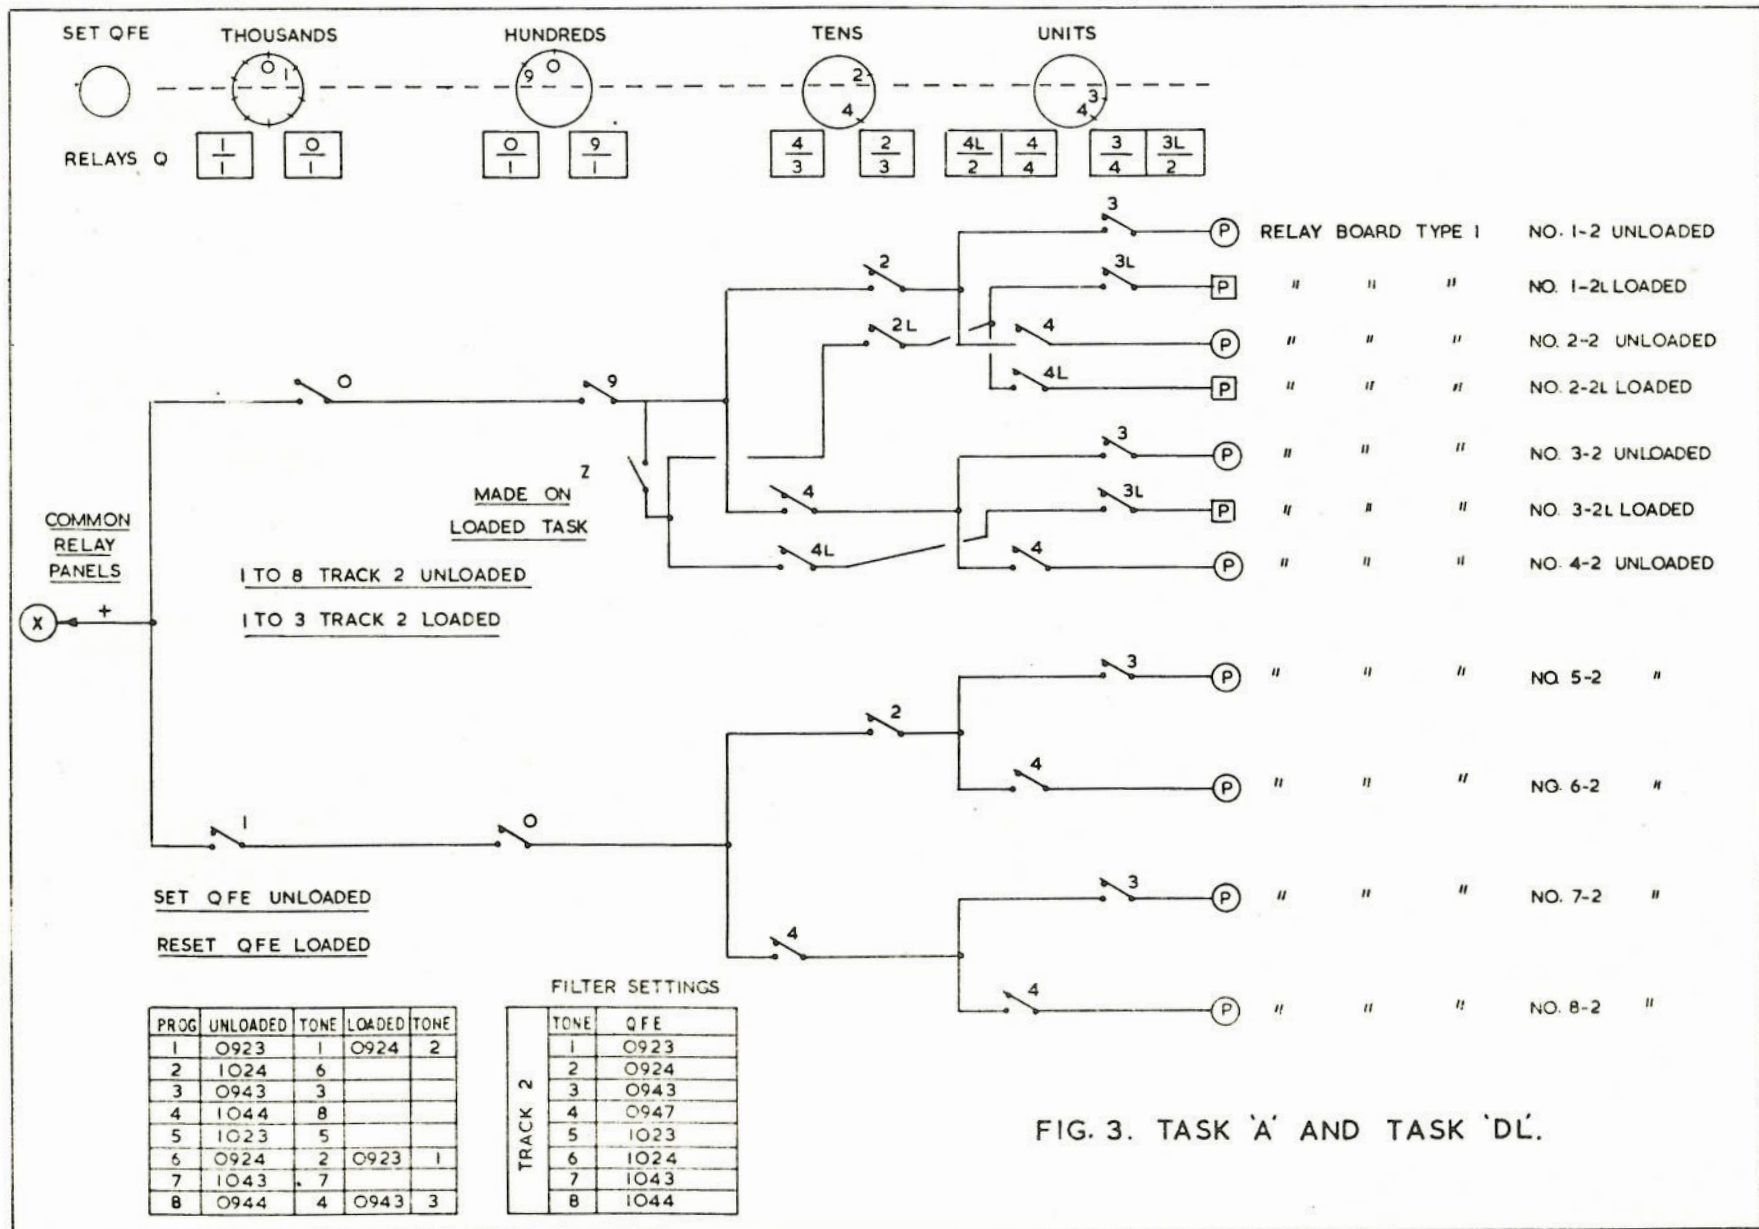 SET QFE THOUSANDS HUNDREDS TENS UNITS
0 1 9 0 2 4 3 4
RELAYS Q 1/1 0/1 0/1 9/1 4/3 2/3 4L/2 4/4 3/4 3L/2
3 P RELAY BOARD TYPE 1 NO. 1-2 UNLOADED
2 3L P " " " NO. 1-2L LOADED
2L 4 P " " " NO. 2-2 UNLOADED
0 9 4L P " " " NO. 2-2L LOADED
3 P " " " NO. 3-2 UNLOADED
Z
MADE ON
LOADED TASK
4 3L P " " " NO. 3-2L LOADED
4L 4 P " " " NO. 4-2 UNLOADED
COMMON
RELAY
PANELS
1 TO 8 TRACK 2 UNLOADED
1 TO 3 TRACK 2 LOADED
X +
3 P " " " NO. 5-2 "
2
4 P " " " NO. 6-2 "
1 0
3 P " " " NO. 7-2 "
SET QFE UNLOADED
RESET QFE LOADED
4
4 P " " " NO. 8-2 "
PROG UNLOADED TONE LOADED TONE
1 0923 1 0924 2
2 1024 6
3 0943 3
4 1044 8
5 1023 5
6 0924 2 0923 1
7 1043 7
8 0944 4 0943 3
FILTER SETTINGS
TRACK 2
TONE QFE
1 0923
2 0924
3 0943
4 0947
5 1023
6 1024
7 1043
8 1044
FIG. 3. TASK 'A' AND TASK 'DL'.